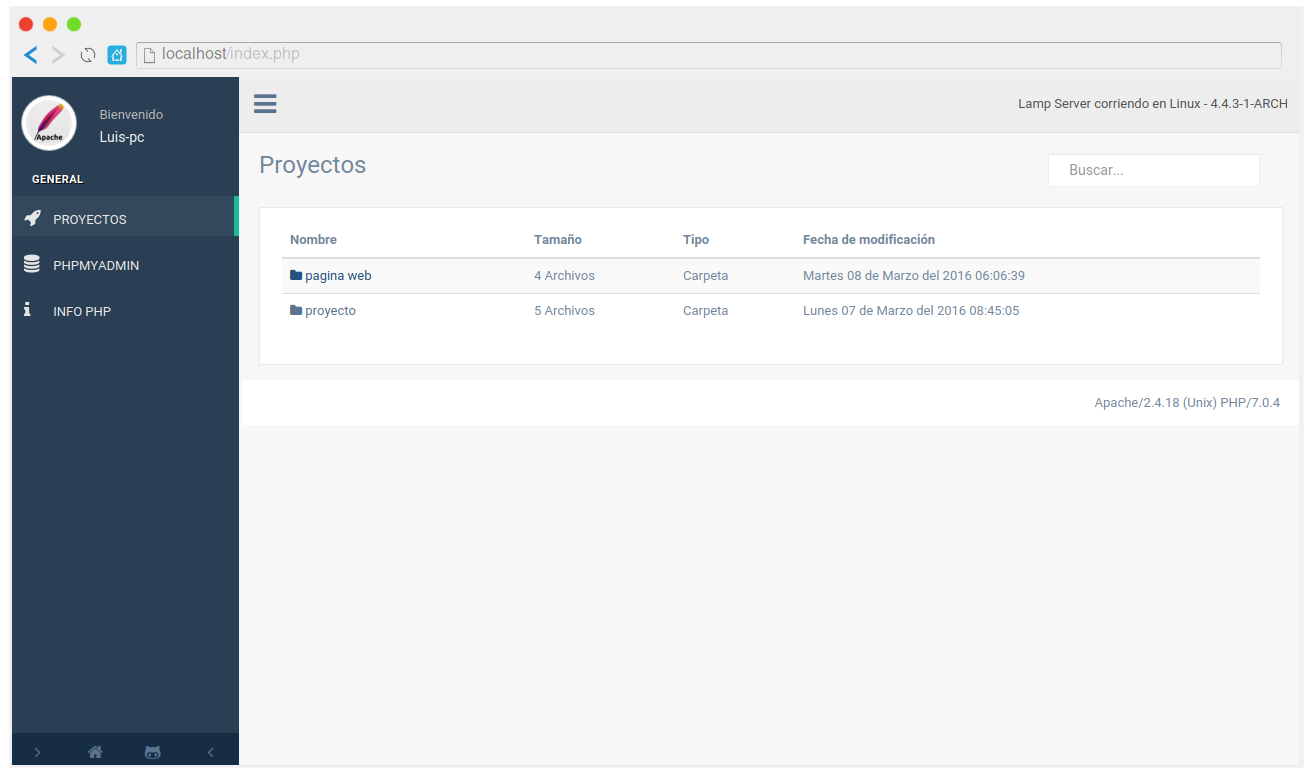 localhost/index.php
Apache
Bienvenido
Luis-pc
GENERAL
PROYECTOS
PHPMYADMIN
INFO PHP
Lamp Server corriendo en Linux - 4.4.3-1-ARCH
Proyectos
Buscar...
Nombre Tamaño Tipo Fecha de modificación
pagina web 4 Archivos Carpeta Martes 08 de Marzo del 2016 06:06:39
proyecto 5 Archivos Carpeta Lunes 07 de Marzo del 2016 08:45:05
Apache/2.4.18 (Unix) PHP/7.0.4